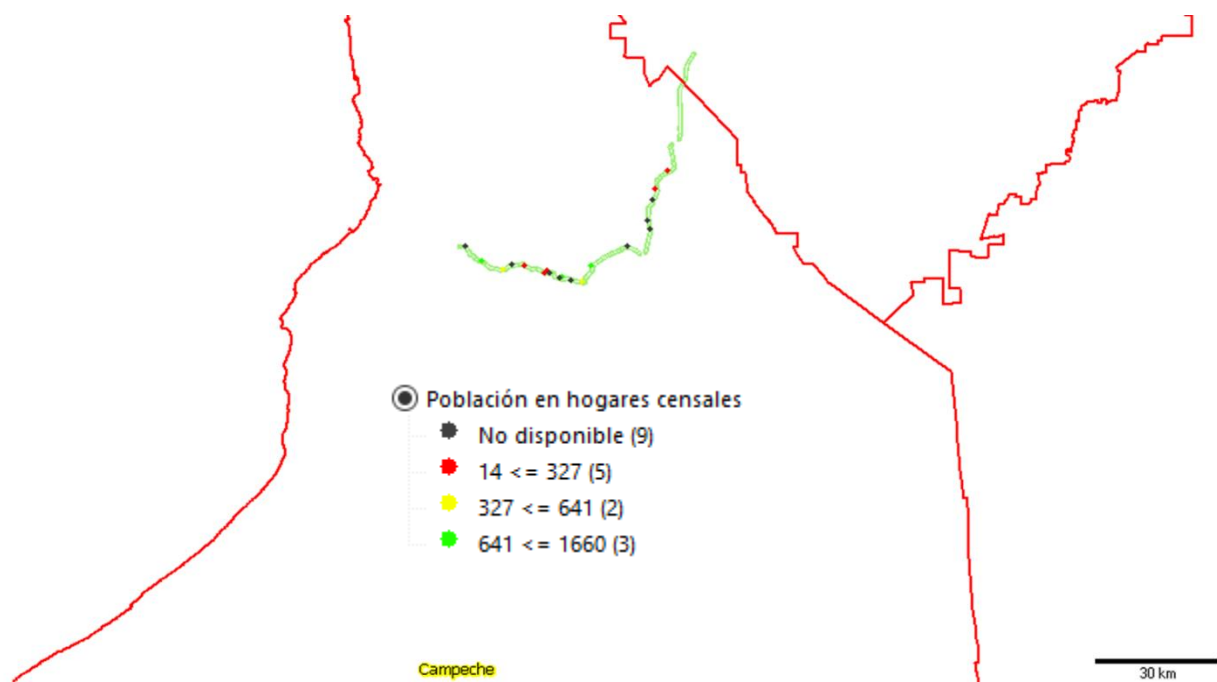 Población en hogares censales
No disponible (9)
14 <= 327 (5)
327 <= 641 (2)
641 <= 1660 (3)
Campeche
30 km